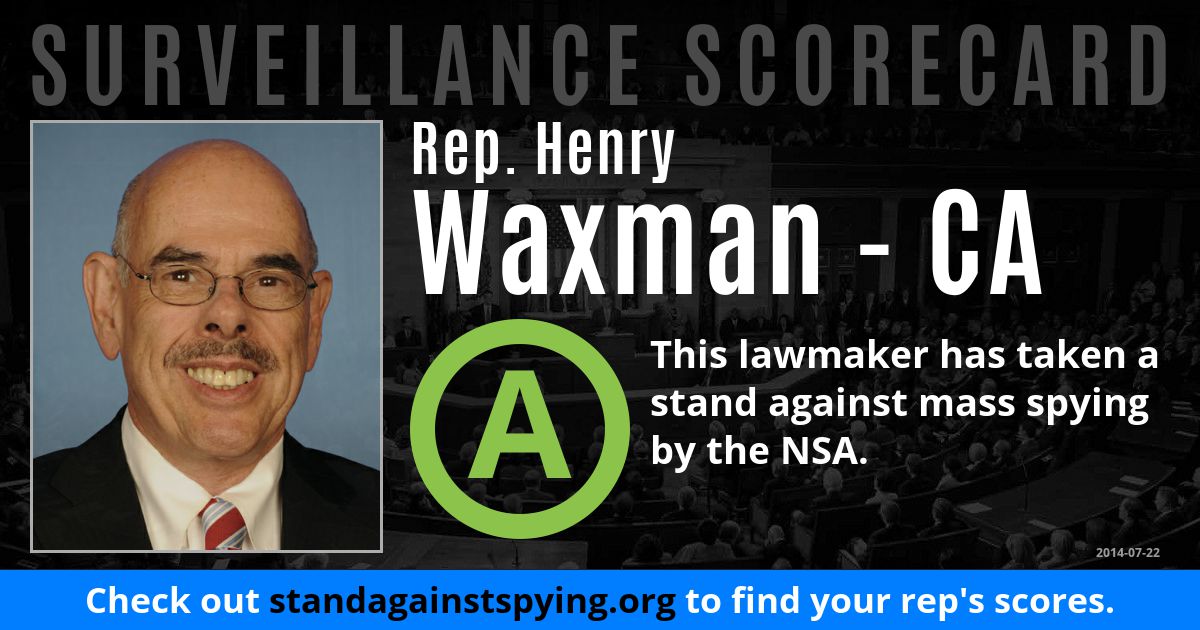 SURVEILLANCE SCORECARD
Rep. Henry
Waxman - CA
A
This lawmaker has taken a
stand against mass spying
by the NSA.
2014-07-22
Check out standagainstspying.org to find your rep's scores.